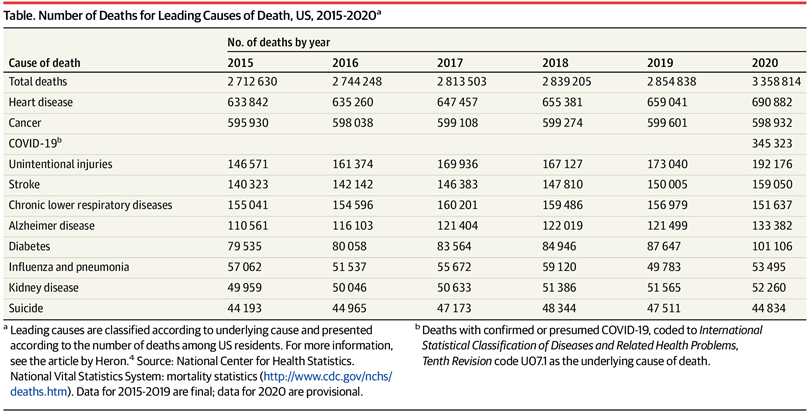 Table. Number of Deaths for Leading Causes of Death, US, 2015-2020a
No. of deaths by year
Cause of death 2015 2016 2017 2018 2019 2020
Total deaths 2 712 630 2 744 248 2 813 503 2 839 205 2 854 838 3 358 814
Heart disease 633 842 635 260 647 457 655 381 659 041 690 882
Cancer 595 930 598 038 599 108 599 274 599 601 598 932
COVID-19b 345 323
Unintentional injuries 146 571 161 374 169 936 167 127 173 040 192 176
Stroke 140 323 142 142 146 383 147 810 150 005 159 050
Chronic lower respiratory diseases 155 041 154 596 160 201 159 486 156 979 151 637
Alzheimer disease 110 561 116 103 121 404 122 019 121 499 133 382
Diabetes 79 535 80 058 83 564 84 946 87 647 101 106
Influenza and pneumonia 57 062 51 537 55 672 59 120 49 783 53 495
Kidney disease 49 959 50 046 50 633 51 386 51 565 52 260
Suicide 44 193 44 965 47 173 48 344 47 511 44 834
a Leading causes are classified according to underlying cause and presented
according to the number of deaths among US residents. For more information,
see the article by Heron.4 Source: National Center for Health Statistics.
National Vital Statistics System: mortality statistics (http://www.cdc.gov/nchs/
deaths.htm). Data for 2015-2019 are final; data for 2020 are provisional.
b Deaths with confirmed or presumed COVID-19, coded to International
Statistical Classification of Diseases and Related Health Problems,
Tenth Revision code U07.1 as the underlying cause of death.